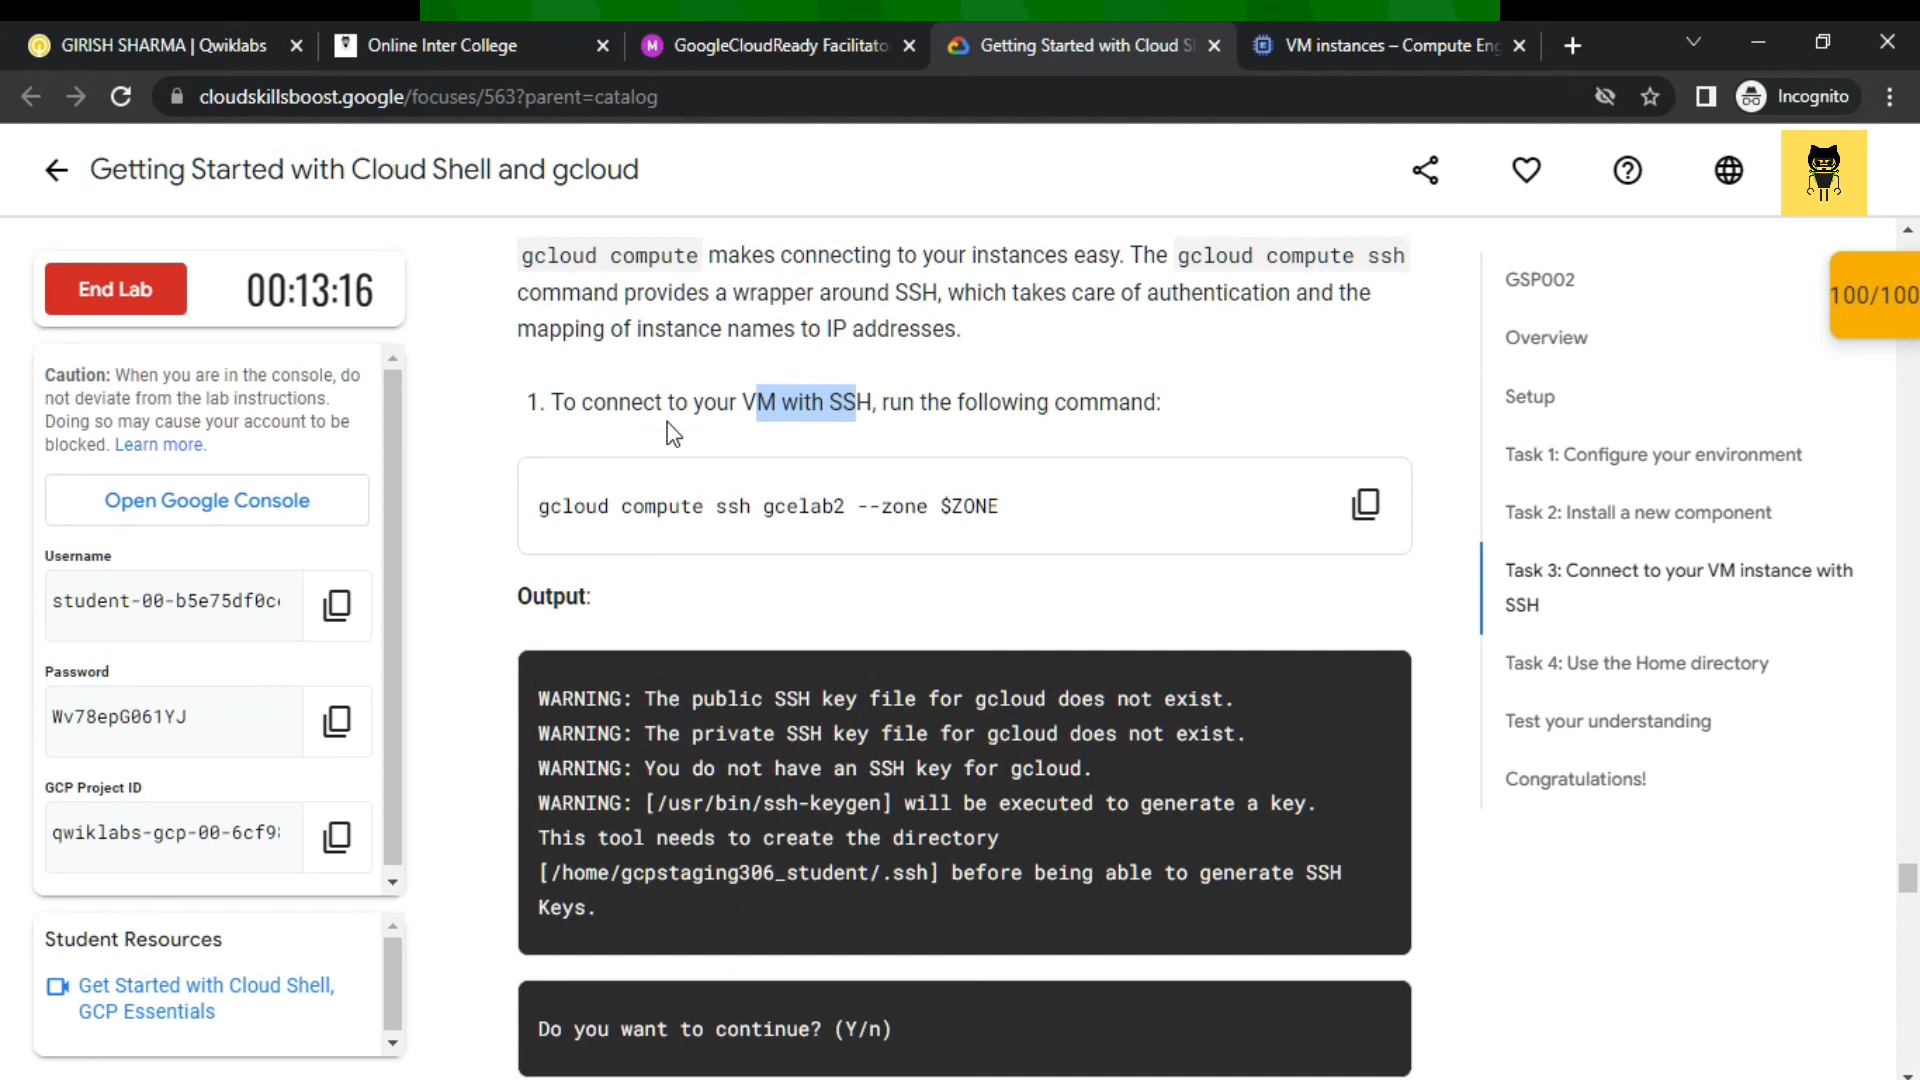 GIRISH SHARMA | Qwiklabs
Online Inter College
M
GoogleCloudReady Facilitato
Getting Started with Cloud S
VM instances – Compute Eng
cloudskillsboost.google/focuses/563?parent=catalog
Incognito
Getting Started with Cloud Shell and gcloud
End Lab
00:13:16
Caution: When you are in the console, do
not deviate from the lab instructions.
Doing so may cause your account to be
blocked. Learn more.
Open Google Console
Username
student-00-b5e75df0c
Password
Wv78epG061YJ
GCP Project ID
qwiklabs-gcp-00-6cf9
Student Resources
Get Started with Cloud Shell,
GCP Essentials
gcloud compute makes connecting to your instances easy. The gcloud compute ssh
command provides a wrapper around SSH, which takes care of authentication and the
mapping of instance names to IP addresses.
1. To connect to your VM with SSH, run the following command:
gcloud compute ssh gcelab2 --zone $ZONE
Output:
WARNING: The public SSH key file for gcloud does not exist.
WARNING: The private SSH key file for gcloud does not exist.
WARNING: You do not have an SSH key for gcloud.
WARNING: [/usr/bin/ssh-keygen] will be executed to generate a key.
This tool needs to create the directory
[/home/gcpstaging306_student/.ssh] before being able to generate SSH
Keys.
Do you want to continue? (Y/n)
GSP002
Overview
Setup
Task 1: Configure your environment
Task 2: Install a new component
Task 3: Connect to your VM instance with
SSH
Task 4: Use the Home directory
Test your understanding
Congratulations!
100/100